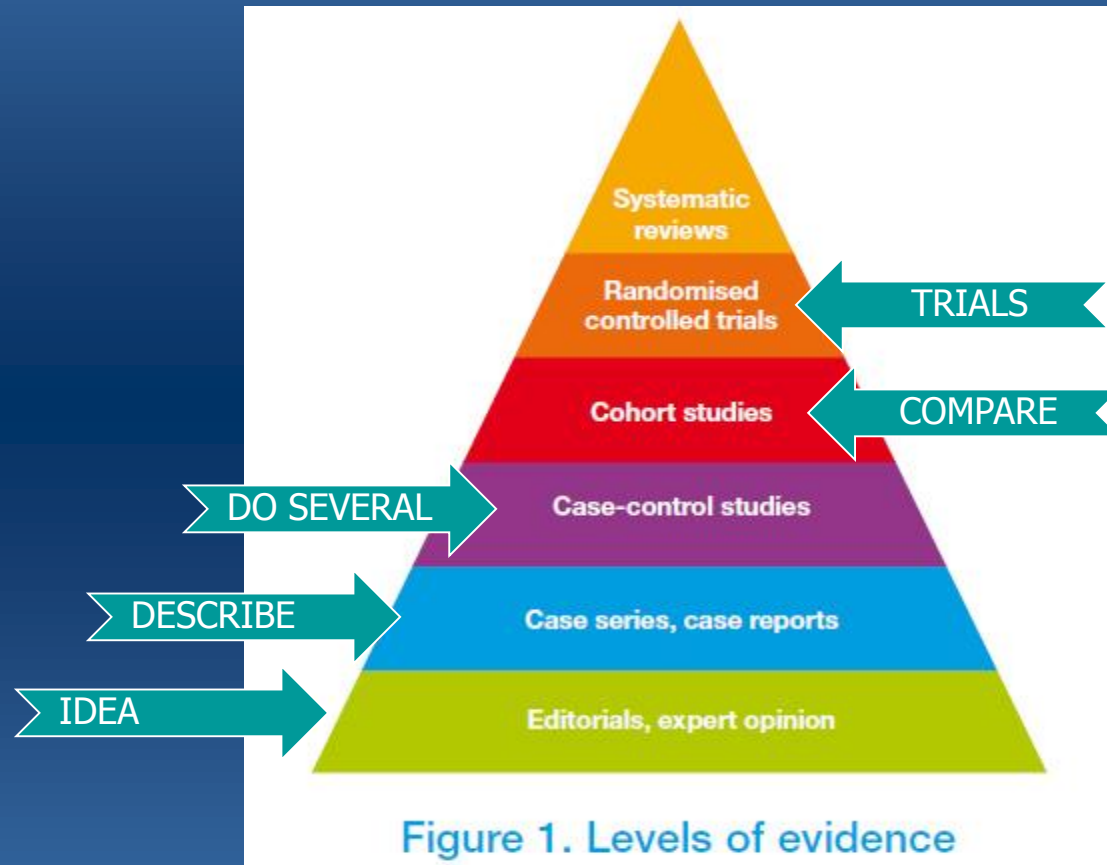 Systematic
reviews
Randomised
controlled trials
TRIALS
Cohort studies
COMPARE
DO SEVERAL
Case-control studies
DESCRIBE
Case series, case reports
IDEA
Editorials, expert opinion
Figure 1. Levels of evidence